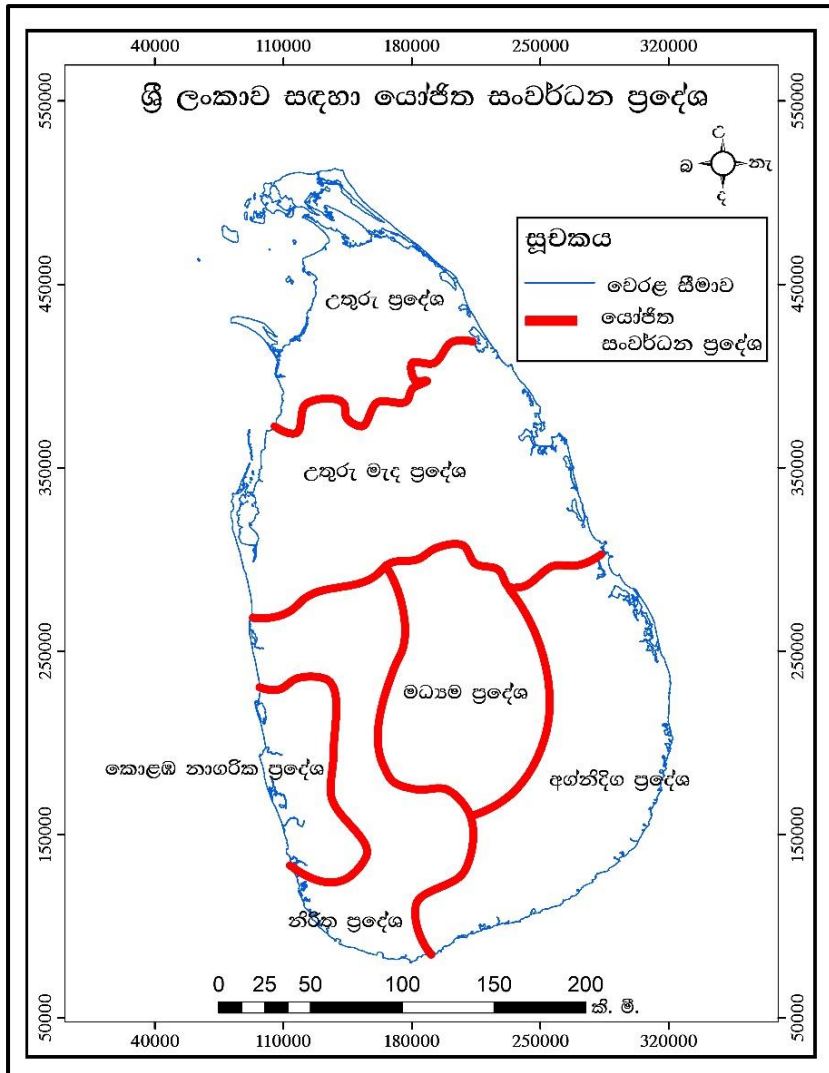 40000 110000 180000 250000 320000
ශ්‍රී ලංකාව සඳහා යෝජිත සංවර්ධන ප්‍රදේශ
උ
බ නැ
ද
සූචකය
වෙරළ සීමාව
යෝජිත
සංවර්ධන ප්‍රදේශ
උතුරු ප්‍රදේශ
උතුරු මැද ප්‍රදේශ
මධ්‍යම ප්‍රදේශ
කොළඹ නාගරික ප්‍රදේශ
අග්නිදිග ප්‍රදේශ
නිරිත ප්‍රදේශ
0 25 50 100 150 200
කි. මී.
550000
450000
350000
250000
150000
50000
550000
450000
350000
250000
150000
50000
40000 110000 180000 250000 320000